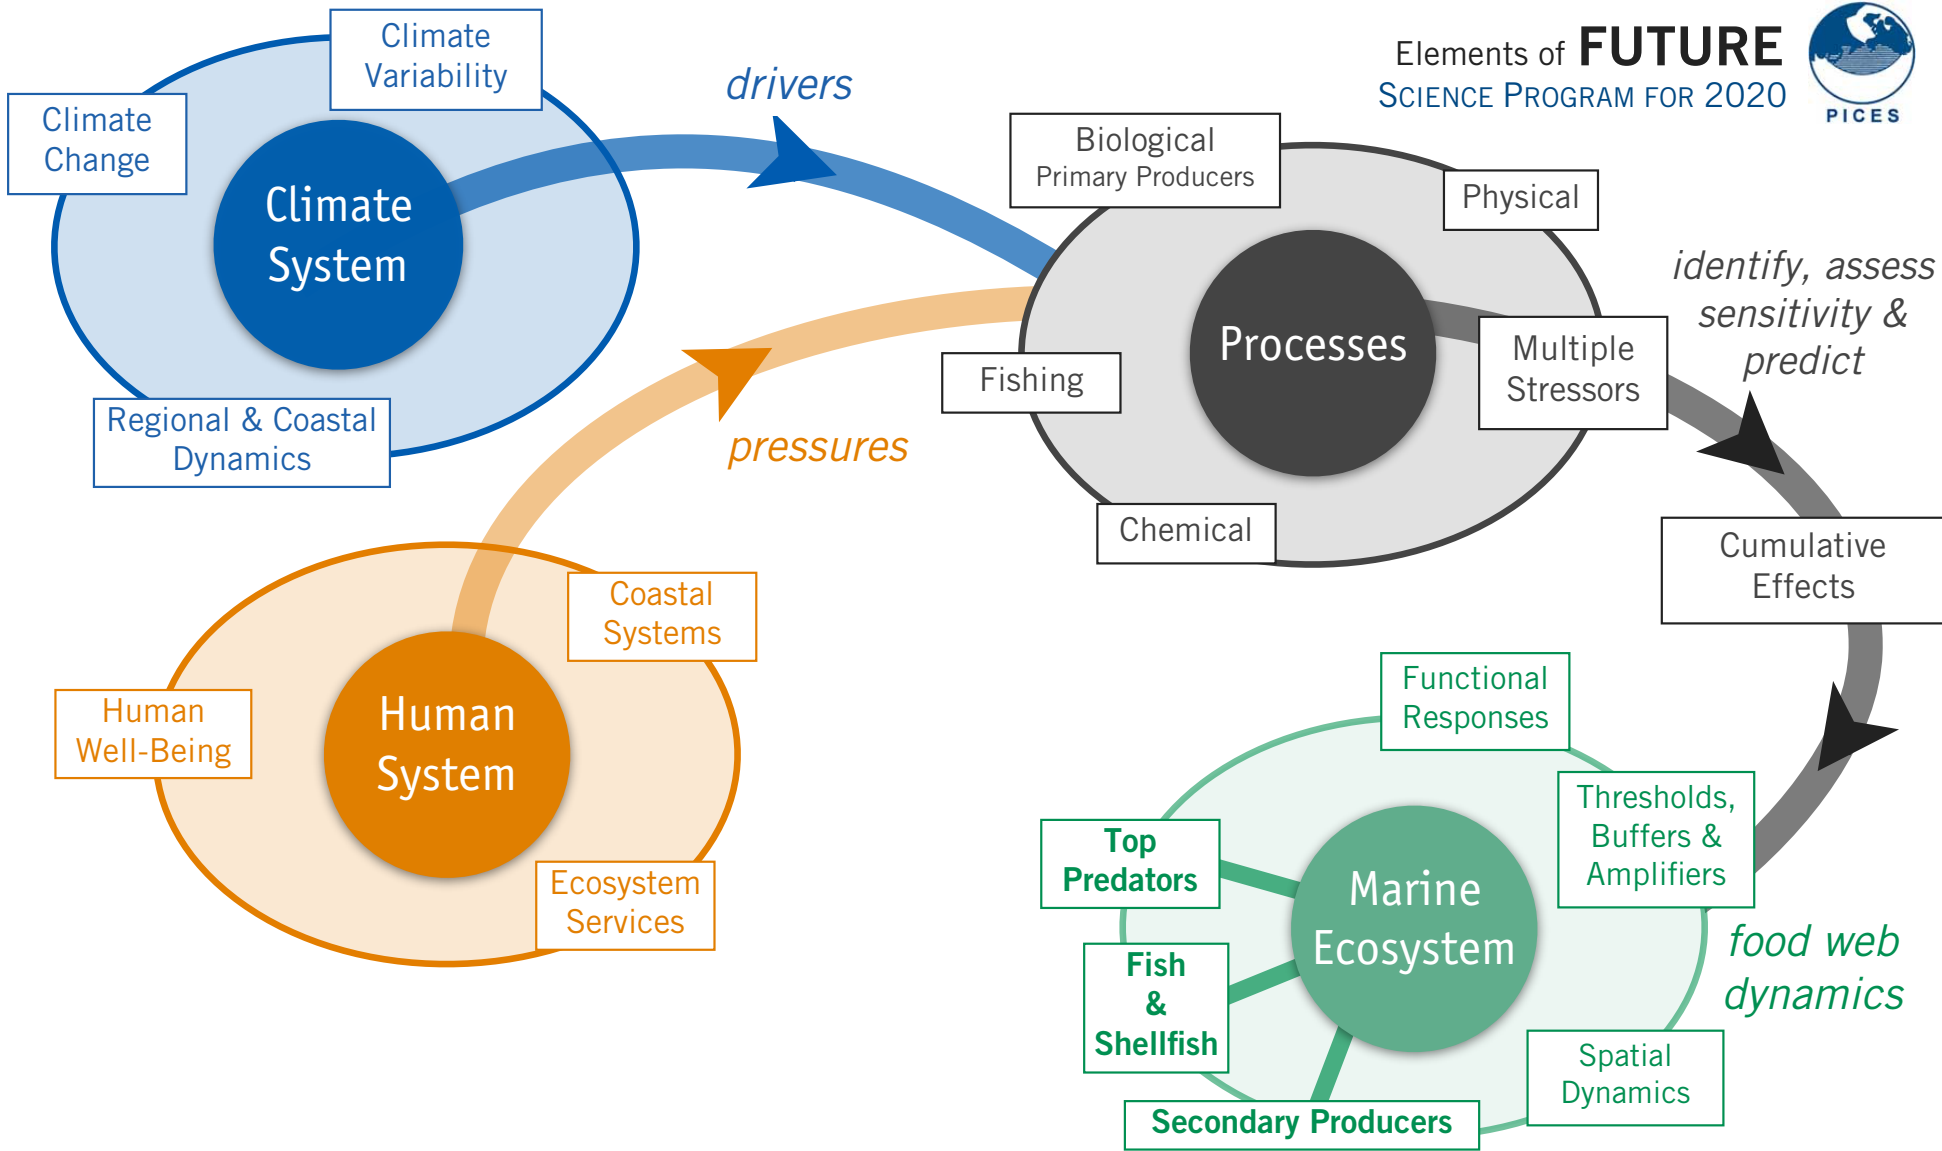 Elements of FUTURE
SCIENCE PROGRAM FOR 2020
PICES
Climate
Variability
Climate
Change
Climate
System
Regional & Coastal
Dynamics
drivers
pressures
Biological
Primary Producers
Physical
Processes
Fishing
Multiple
Stressors
Chemical
identify, assess
sensitivity &
predict
Cumulative
Effects
Coastal
Systems
Human
Well-Being
Human
System
Ecosystem
Services
Functional
Responses
Thresholds,
Buffers &
Amplifiers
Top
Predators
Marine
Ecosystem
Fish
&
Shellfish
food web
dynamics
Spatial
Dynamics
Secondary Producers